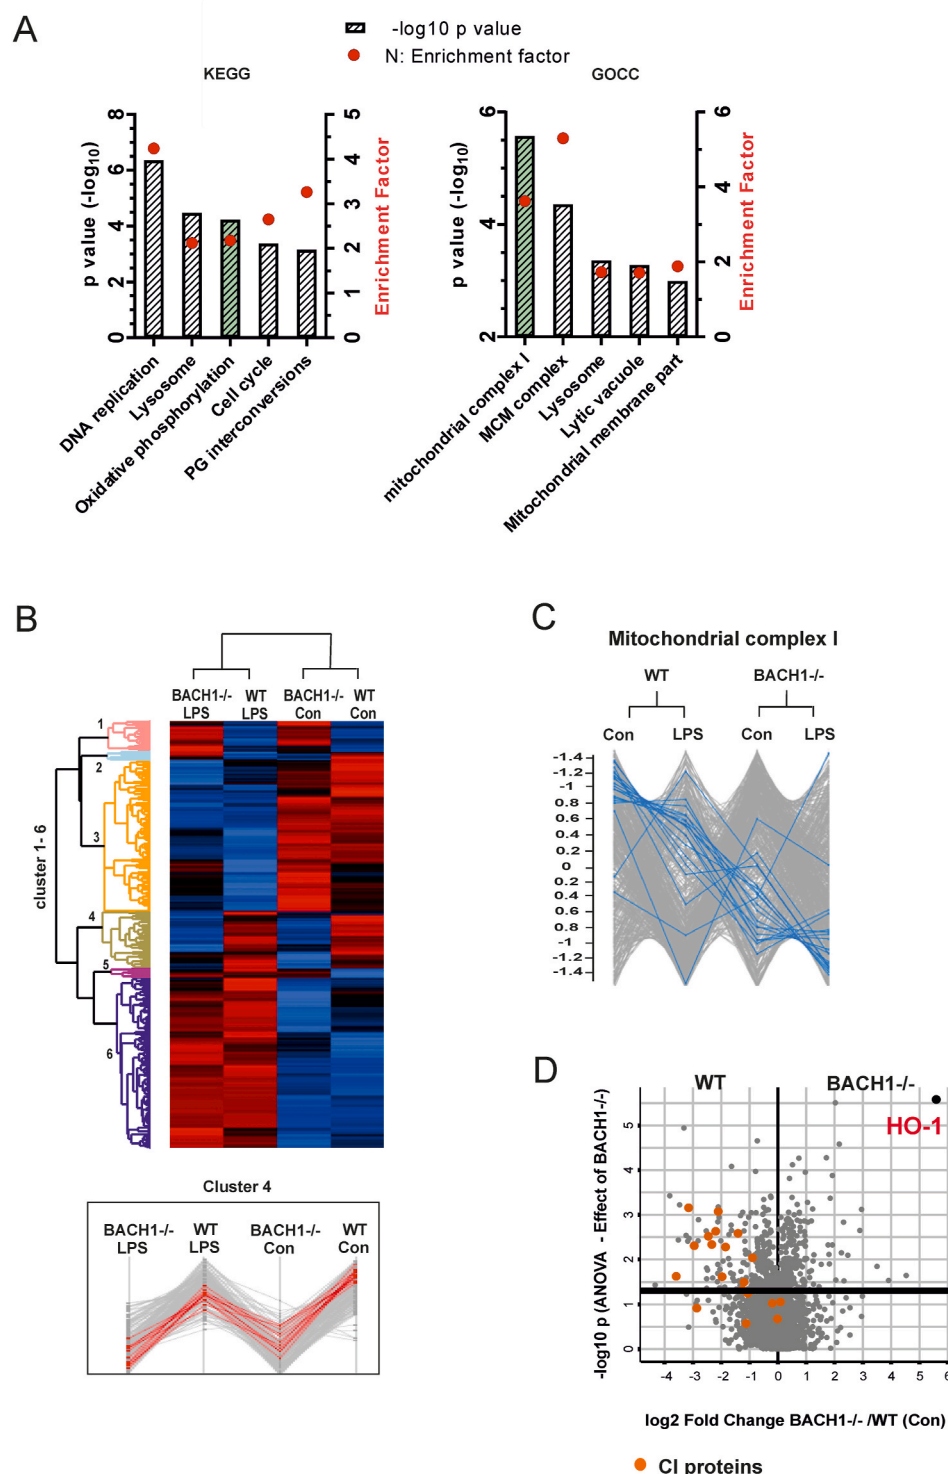 A
-log10 p value
N: Enrichment factor
KEGG
GOCC
p value (-log10)
8
6
4
2
0
5
4
3
2
1
0
Enrichment Factor
DNA replication
Lysosome
Oxidative phosphorylation
Cell cycle
PG interconversions
p value (-log10)
6
4
2
6
4
2
0
Enrichment Factor
mitochondrial complex I
MCM complex
Lysosome
Lytic vacuole
Mitochondrial membrane part
B
BACH1-/- WT BACH1-/- WT
LPS LPS Con Con
cluster 1- 6
1
2
3
4
5
6
Cluster 4
BACH1-/- WT BACH1-/- WT
LPS LPS Con Con
C
Mitochondrial complex I
WT BACH1-/-
Con LPS Con LPS
-1.4
-1.2
-1
0.8
0.6
0.4
0.2
0
0.2
0.4
0.6
0.8
-1
-1.2
-1.4
D
WT BACH1-/-
HO-1
-log10 p (ANOVA - Effect of BACH1-/-)
5
4
3
2
1
0
-4 -3 -2 -1 0 1 2 3 4 5 6
log2 Fold Change BACH1-/- /WT (Con)
CI proteins